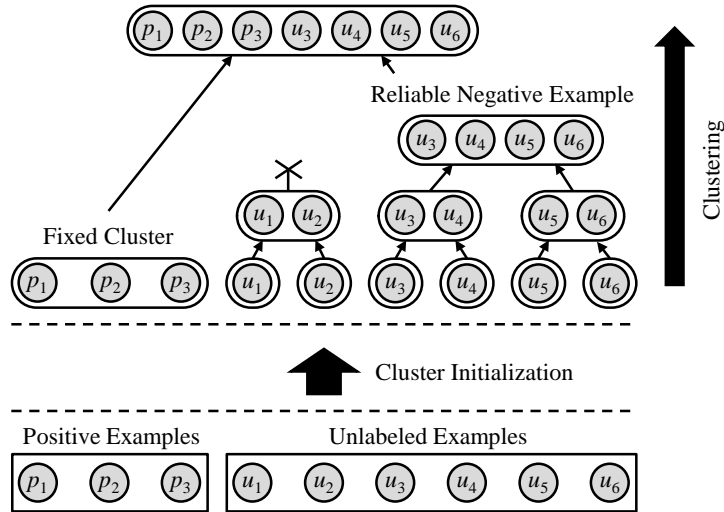 p1 p2 p3 u3 u4 u5 u6
Reliable Negative Example
u3 u4 u5 u6
u1 u2 u3 u4 u5 u6
Fixed Cluster
p1 p2 p3 u1 u2 u3 u4 u5 u6
Clustering
Cluster Initialization
Positive Examples Unlabeled Examples
p1 p2 p3 u1 u2 u3 u4 u5 u6